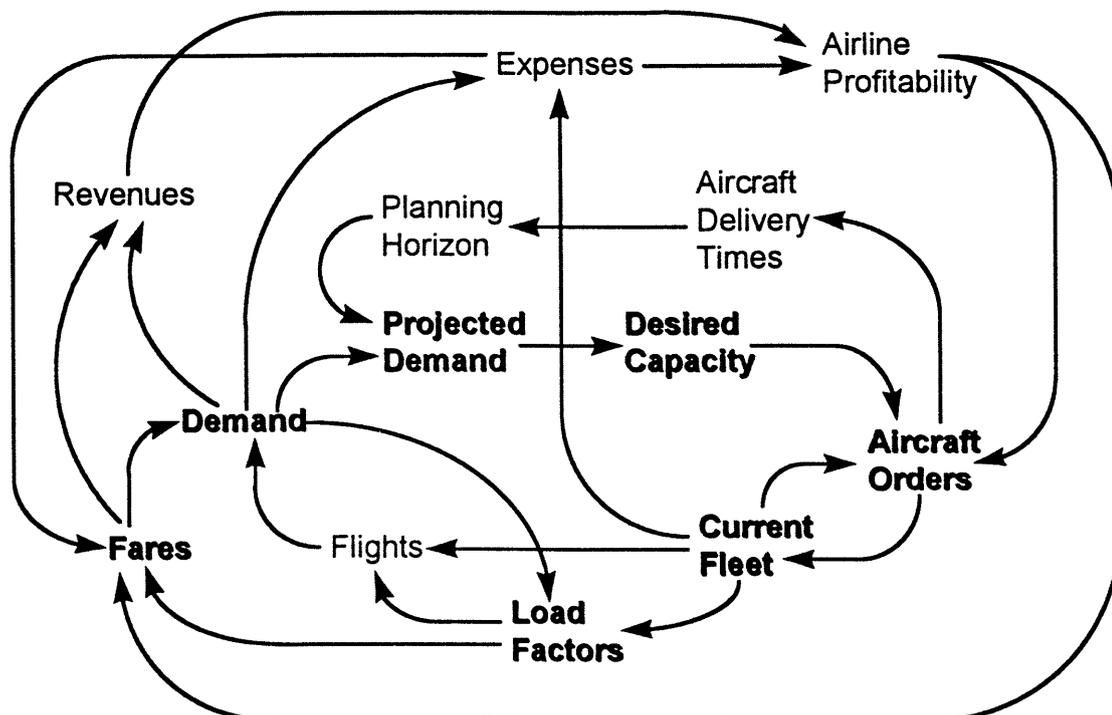 Airline
Profitability
Expenses
Revenues
Aircraft
Delivery
Times
Planning
Horizon
Projected
Demand
Desired
Capacity
Demand
Aircraft
Orders
Current
Fleet
Fares
Flights
Load
Factors